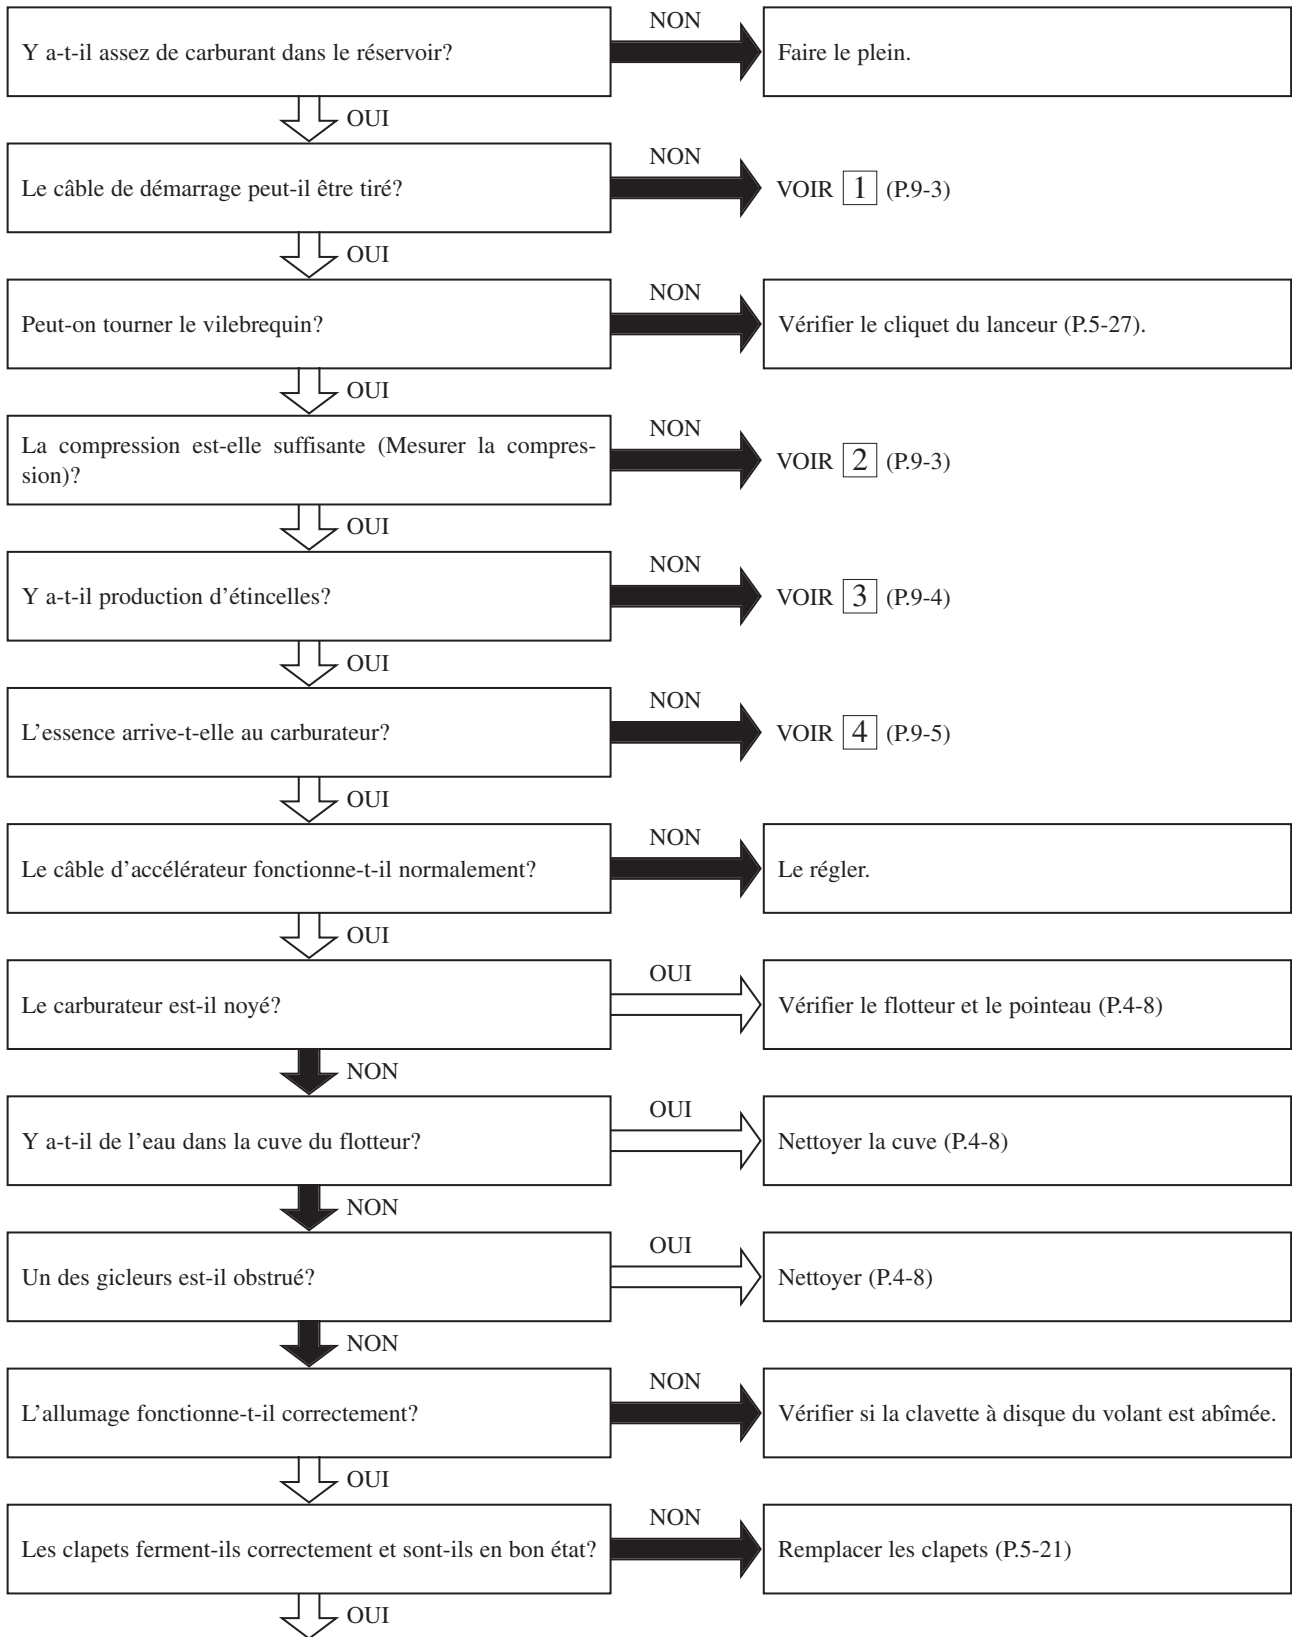 Y a-t-il assez de carburant dans le réservoir?
NON
Faire le plein.
OUI
Le câble de démarrage peut-il être tiré?
NON
VOIR 1 (P.9-3)
OUI
Peut-on tourner le vilebrequin?
NON
Vérifier le cliquet du lanceur (P.5-27).
OUI
La compression est-elle suffisante (Mesurer la compres-
sion)?
NON
VOIR 2 (P.9-3)
OUI
Y a-t-il production d'étincelles?
NON
VOIR 3 (P.9-4)
OUI
L'essence arrive-t-elle au carburateur?
NON
VOIR 4 (P.9-5)
OUI
Le câble d'accélérateur fonctionne-t-il normalement?
NON
Le régler.
OUI
Le carburateur est-il noyé?
OUI
Vérifier le flotteur et le pointeau (P.4-8)
NON
Y a-t-il de l'eau dans la cuve du flotteur?
OUI
Nettoyer la cuve (P.4-8)
NON
Un des gicleurs est-il obstrué?
OUI
Nettoyer (P.4-8)
NON
L'allumage fonctionne-t-il correctement?
NON
Vérifier si la clavette à disque du volant est abîmée.
OUI
Les clapets ferment-ils correctement et sont-ils en bon état?
NON
Remplacer les clapets (P.5-21)
OUI